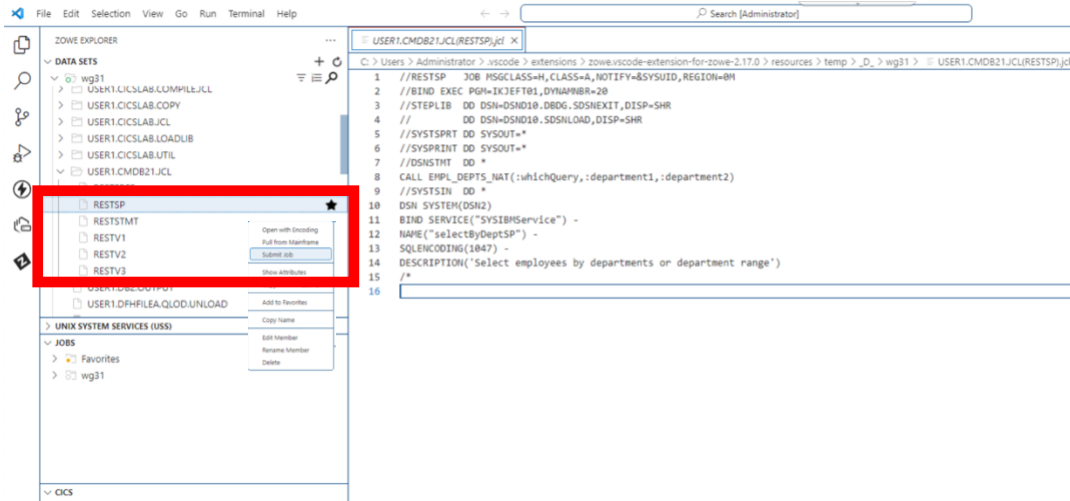 File Edit Selection View Go Run Terminal Help
Search [Administrator]
ZOWE EXPLORER
DATA SETS
wg31
USER1.CICSLAB.COMPILEJCL
USER1.CICSLAB.COPY
USER1.CICSLAB.JCL
USER1.CICSLAB.LOADLIB
USER1.CICSLAB.UTIL
USER1.CMDB21.JCL
RESTSP
RESTSTMT
RESTV1
RESTV2
RESTV3
USER1.DB2.OUTPUT
USER1.DFHFILEA.QLOD.UNLOAD
UNIX SYSTEM SERVICES (USS)
JOBS
Favorites
wg31
CICS
Open with Encoding
Pull from Mainframe
Submit Job
Show Attributes
Add to Favorites
Copy Name
Edit Member
Rename Member
Delete
USER1.CMDB21.JCL(RESTSP).jcl
C: > Users > Administrator > .vscode > extensions > zowe.vscode-extension-for-zowe-2.17.0 > resources > temp > _D_ > wg31 > USER1.CMDB21.JCL(RESTSP).jcl
1 //RESTSP JOB MSGCLASS=H,CLASS=A,NOTIFY=&SYSUID,REGION=0M
2 //BIND EXEC PGM=IKJEFT01,DYNAMNBR=20
3 //STEPLIB DD DSN=DSND10.DBDG.SDSNEXIT,DISP=SHR
4 // DD DSN=DSND10.SDSNLOAD,DISP=SHR
5 //SYSTSPRT DD SYSOUT=*
6 //SYSPRINT DD SYSOUT=*
7 //DSNSTMT DD *
8 CALL EMPL_DEPTS_NAT(:whichQuery,:department1,:department2)
9 //SYSTSIN DD *
10 DSN SYSTEM(DSN2)
11 BIND SERVICE("SYSIBMService") -
12 NAME("selectByDeptSP") -
13 SQLENCODING(1047) -
14 DESCRIPTION('Select employees by departments or department range')
15 /*
16